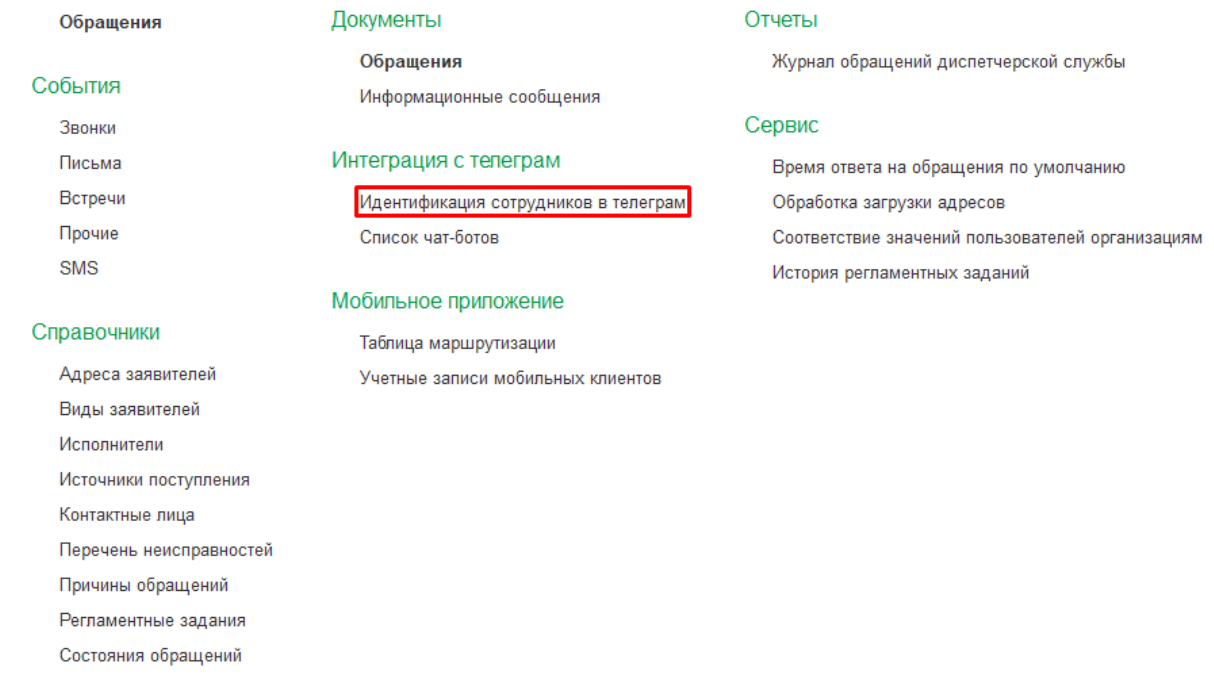 Обращения
События
Звонки
Письма
Встречи
Прочие
SMS
Справочники
Адреса заявителей
Виды заявителей
Исполнители
Источники поступления
Контактные лица
Перечень неисправностей
Причины обращений
Регламентные задания
Состояния обращений
Документы
Обращения
Информационные сообщения
Интеграция с телеграм
Идентификация сотрудников в телеграм
Список чат-ботов
Мобильное приложение
Таблица маршрутизации
Учетные записи мобильных клиентов
Отчеты
Журнал обращений диспетчерской службы
Сервис
Время ответа на обращения по умолчанию
Обработка загрузки адресов
Соответствие значений пользователей организациям
История регламентных заданий